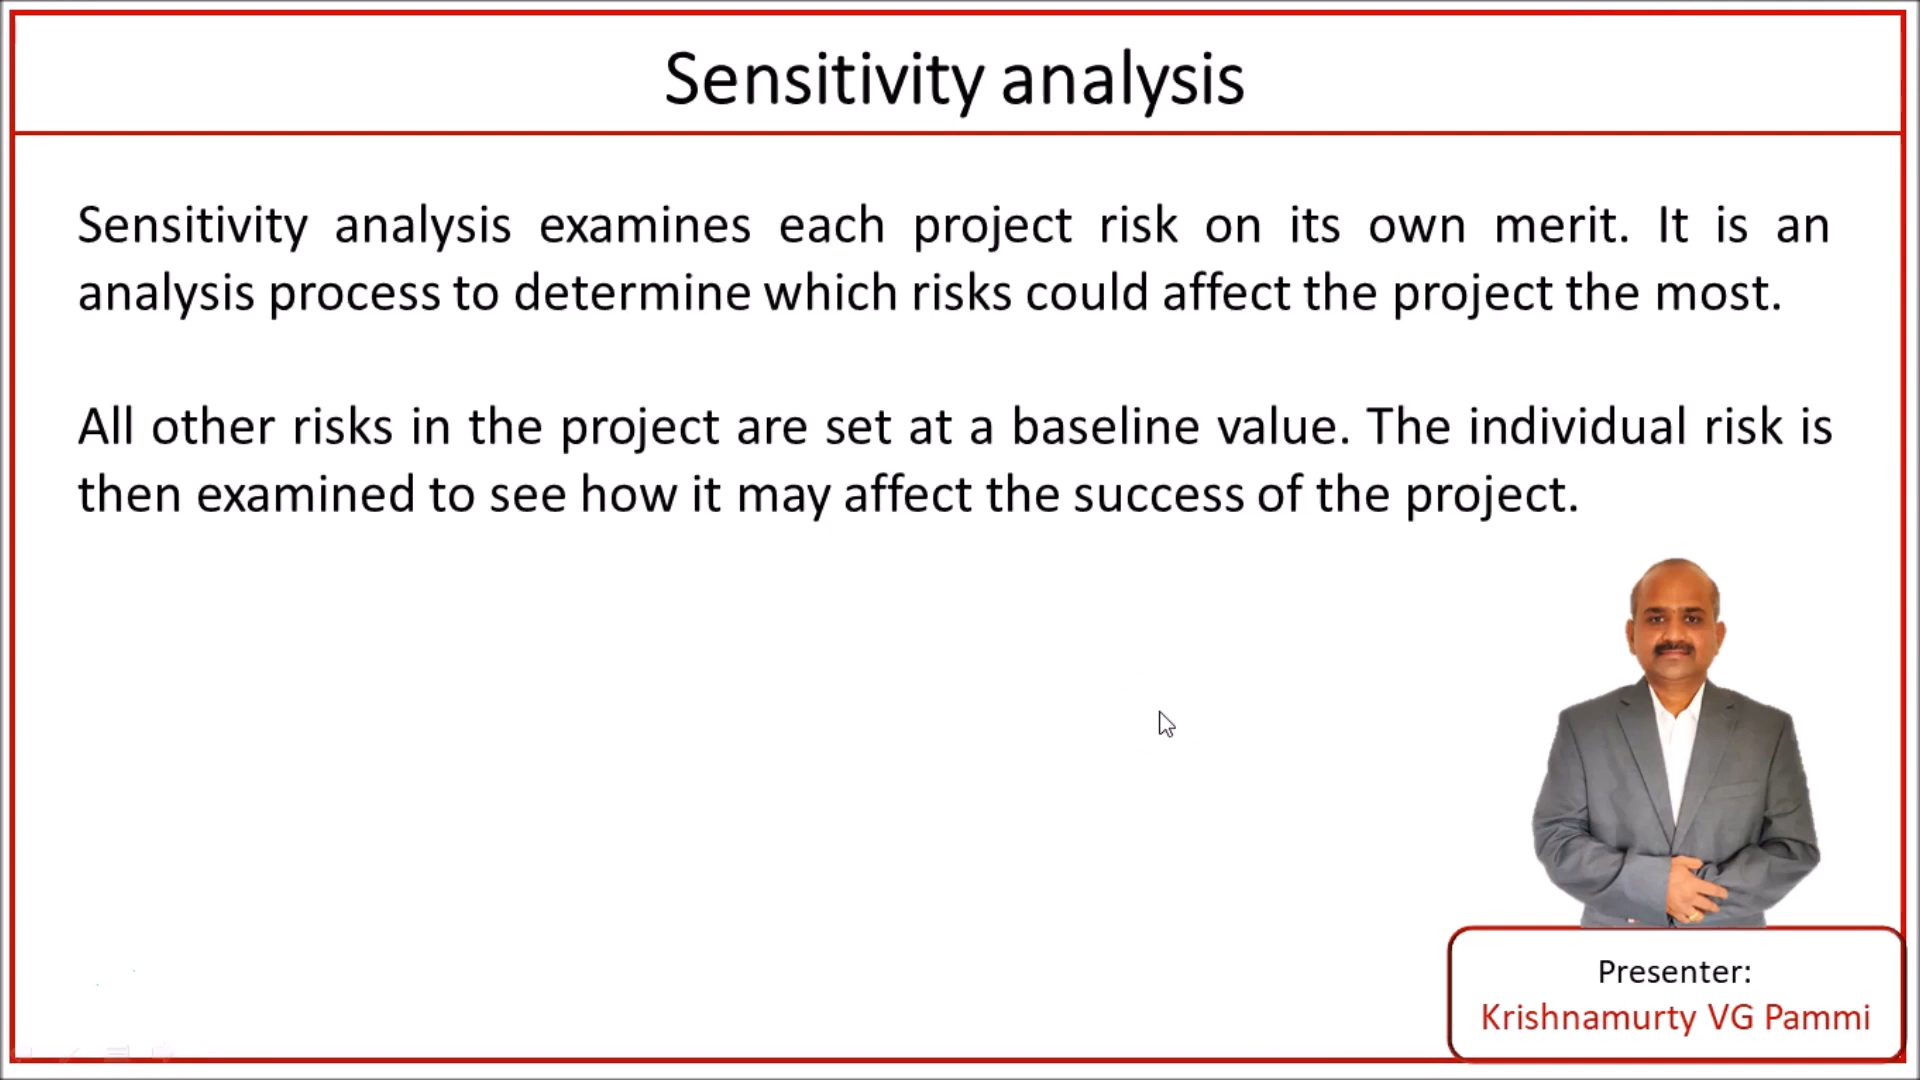 Sensitivity analysis
Sensitivity analysis examines each project risk on its own merit. It is an
analysis process to determine which risks could affect the project the most.
All other risks in the project are set at a baseline value. The individual risk is
then examined to see how it may affect the success of the project.
Presenter:
Krishnamurty VG Pammi